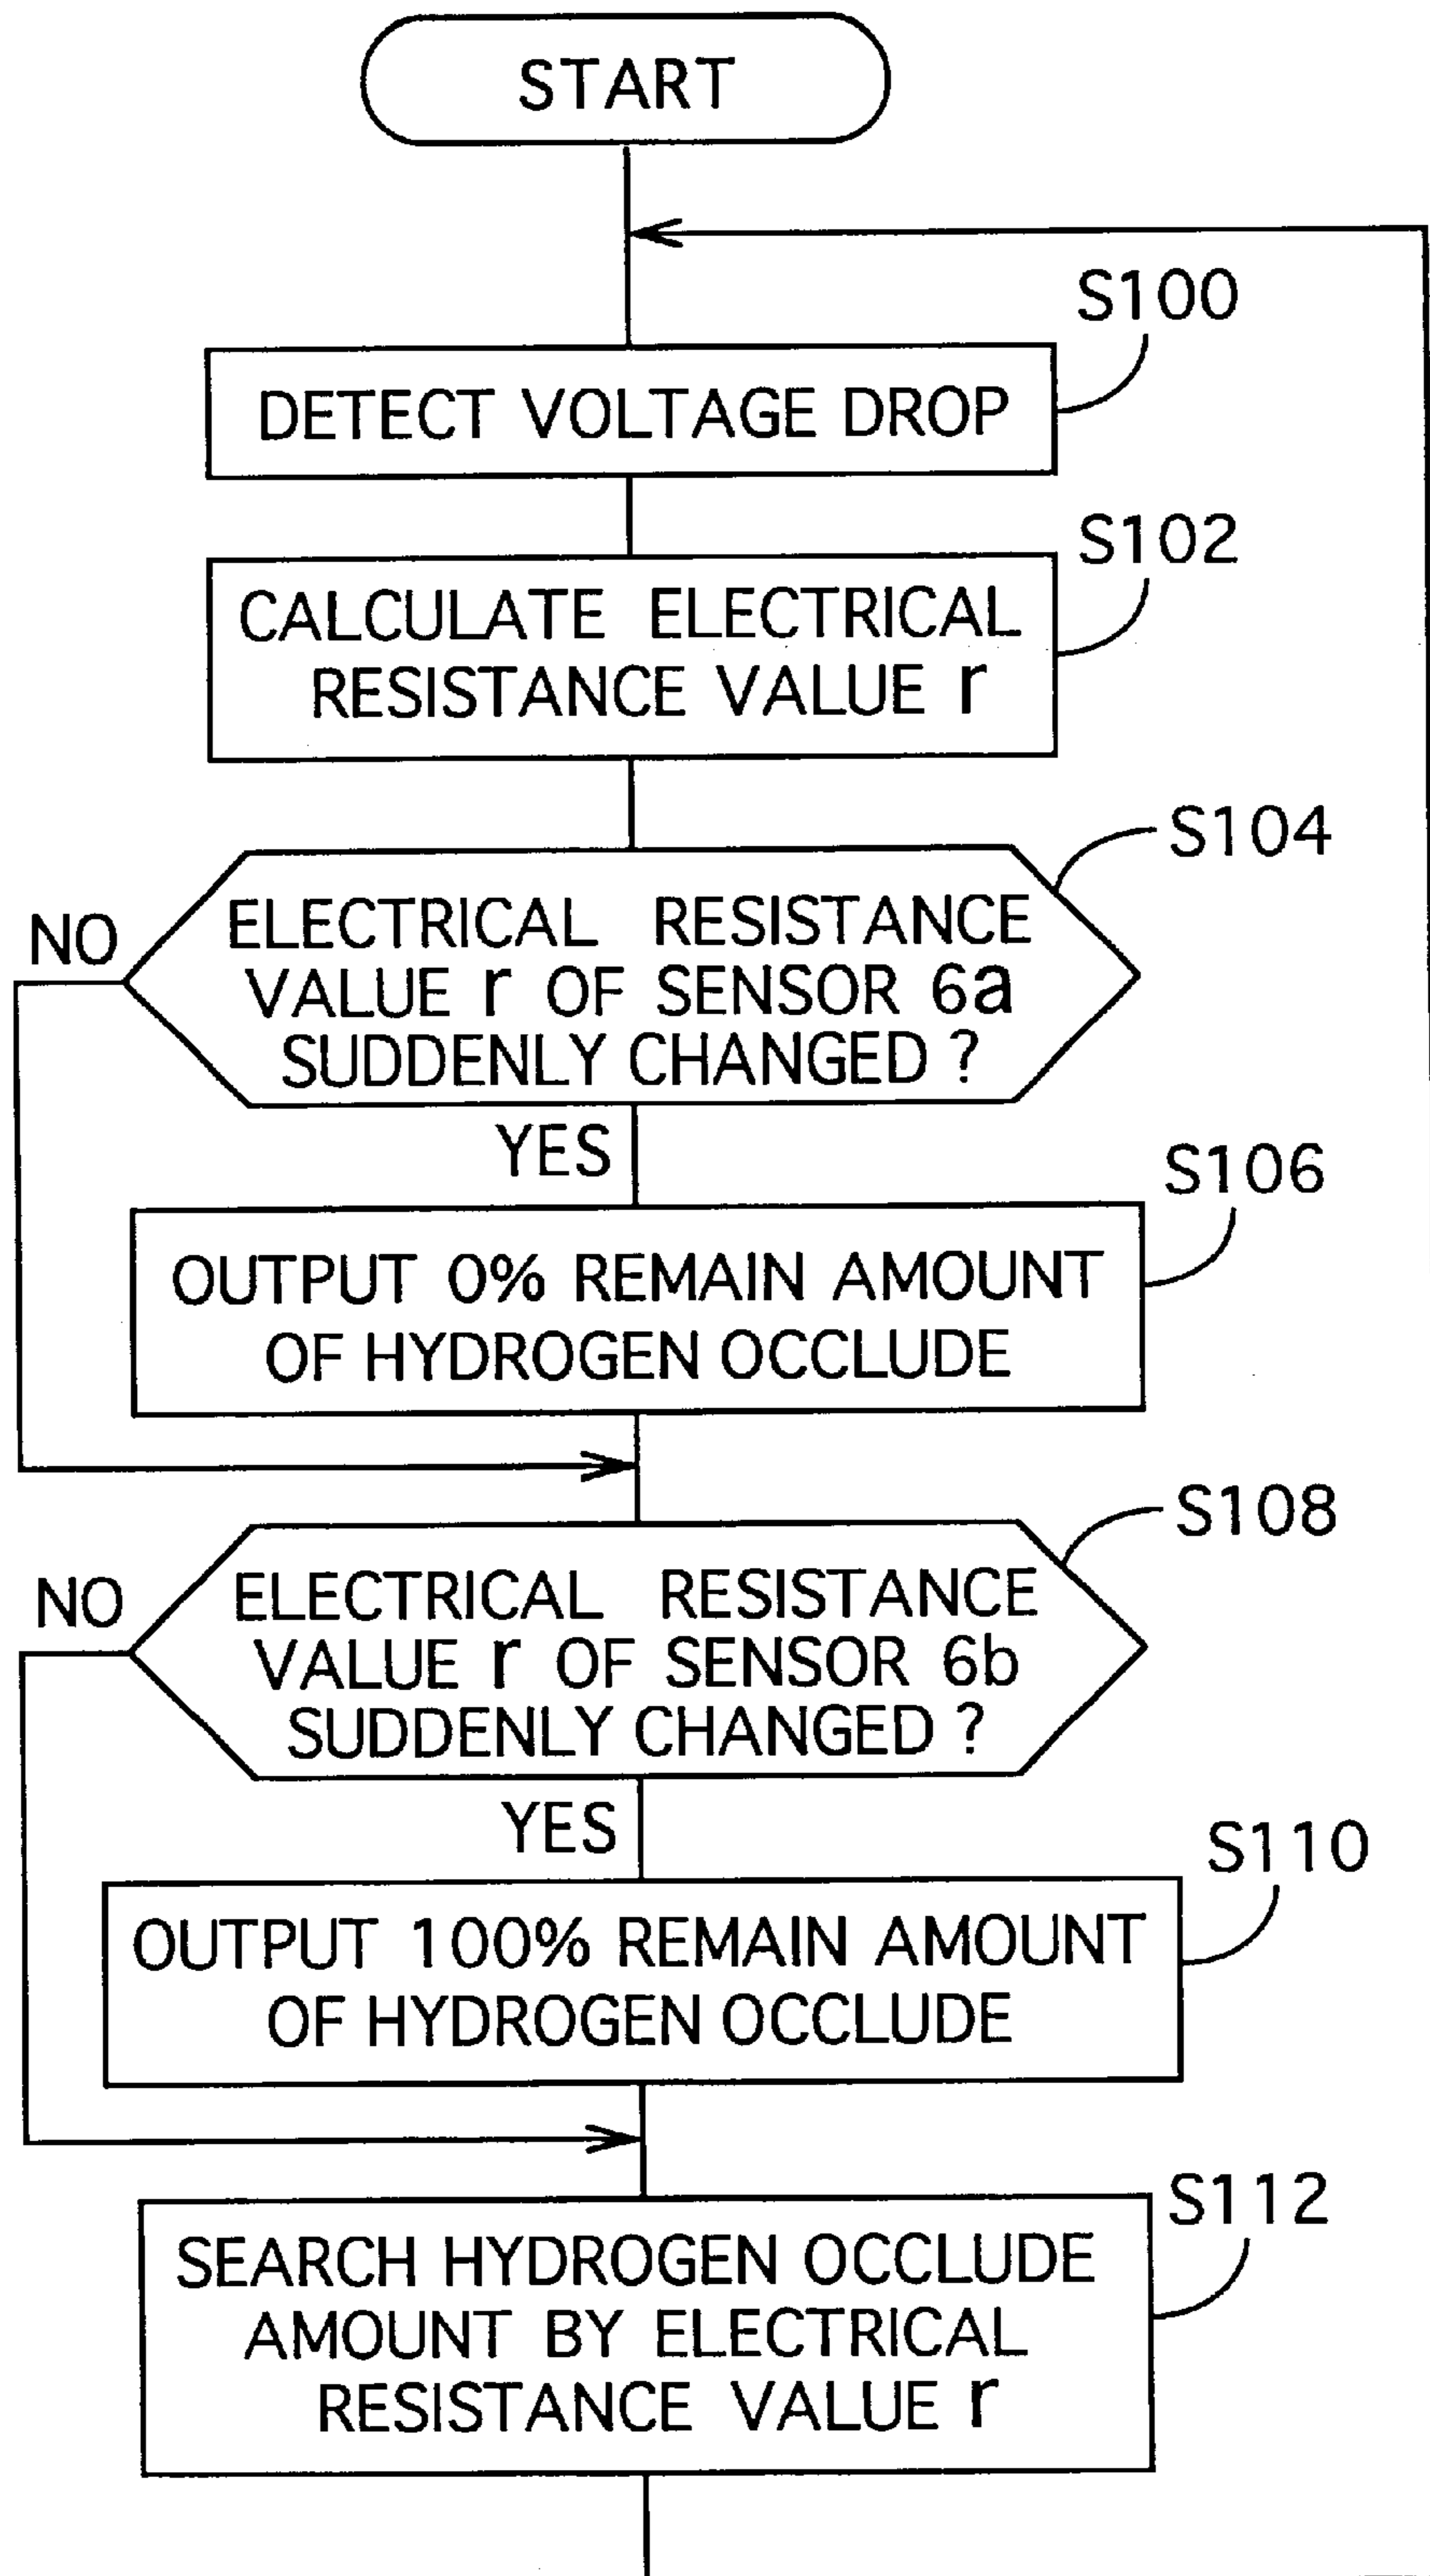 START
S100
DETECT VOLTAGE DROP
S102
CALCULATE ELECTRICAL
RESISTANCE VALUE r
S104
NO
ELECTRICAL RESISTANCE
VALUE r OF SENSOR 6a
SUDDENLY CHANGED ?
YES
S106
OUTPUT 0% REMAIN AMOUNT
OF HYDROGEN OCCLUDE
S108
NO
ELECTRICAL RESISTANCE
VALUE r OF SENSOR 6b
SUDDENLY CHANGED ?
YES
S110
OUTPUT 100% REMAIN AMOUNT
OF HYDROGEN OCCLUDE
S112
SEARCH HYDROGEN OCCLUDE
AMOUNT BY ELECTRICAL
RESISTANCE VALUE r